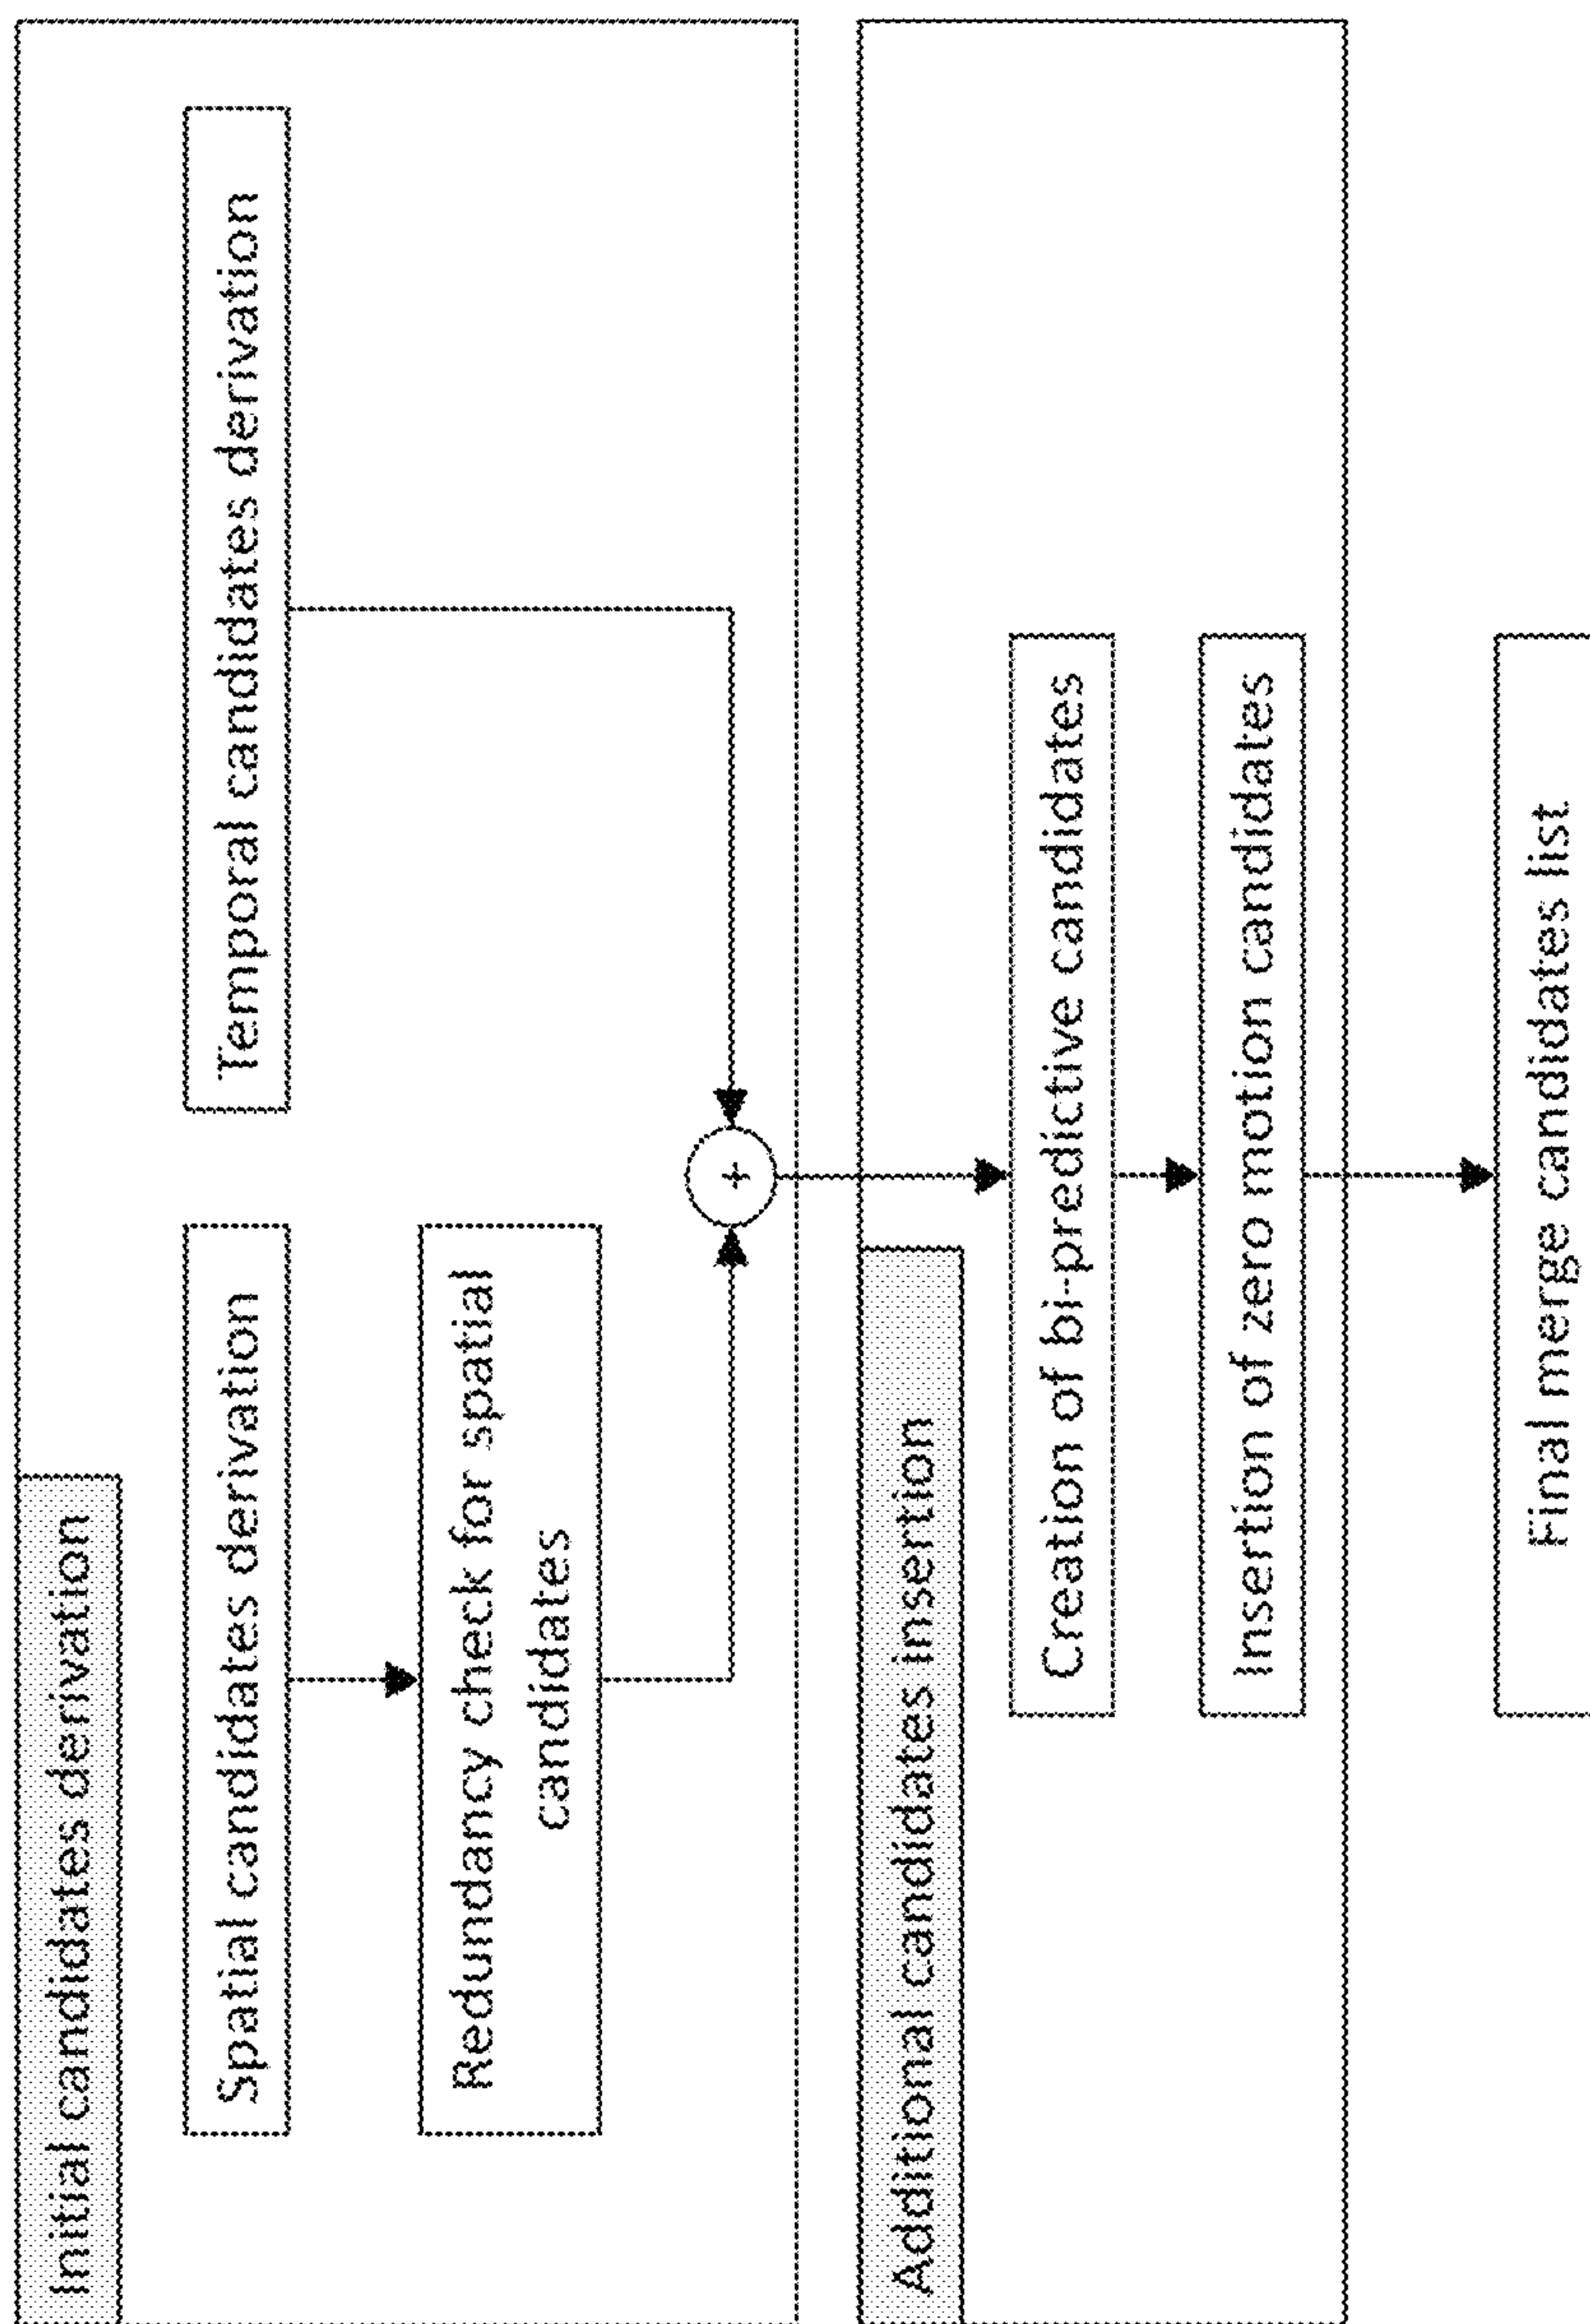 Initial candidates derivation
Spatial candidates derivation
Temporal candidates derivation
Redundancy check for spatial
candidates
+
Additional candidates insertion
Creation of bi-predictive candidates
Insertion of zero motion candidates
Final merge candidates list